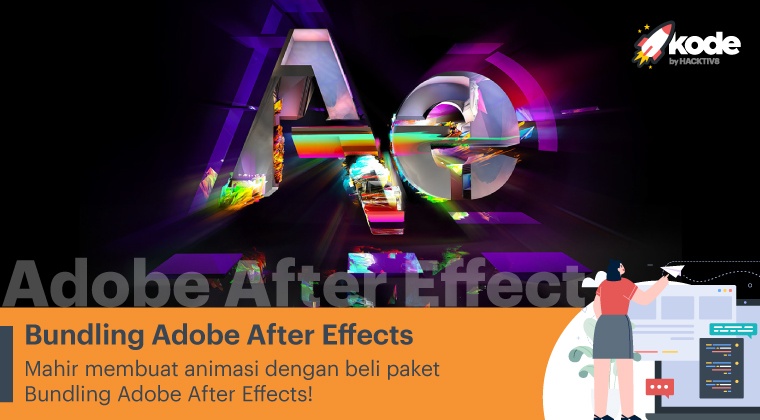 Ae
kode
by HACKTIV8
Adobe After Effect
Bundling Adobe After Effects
Mahir membuat animasi dengan beli paket
Bundling Adobe After Effects!